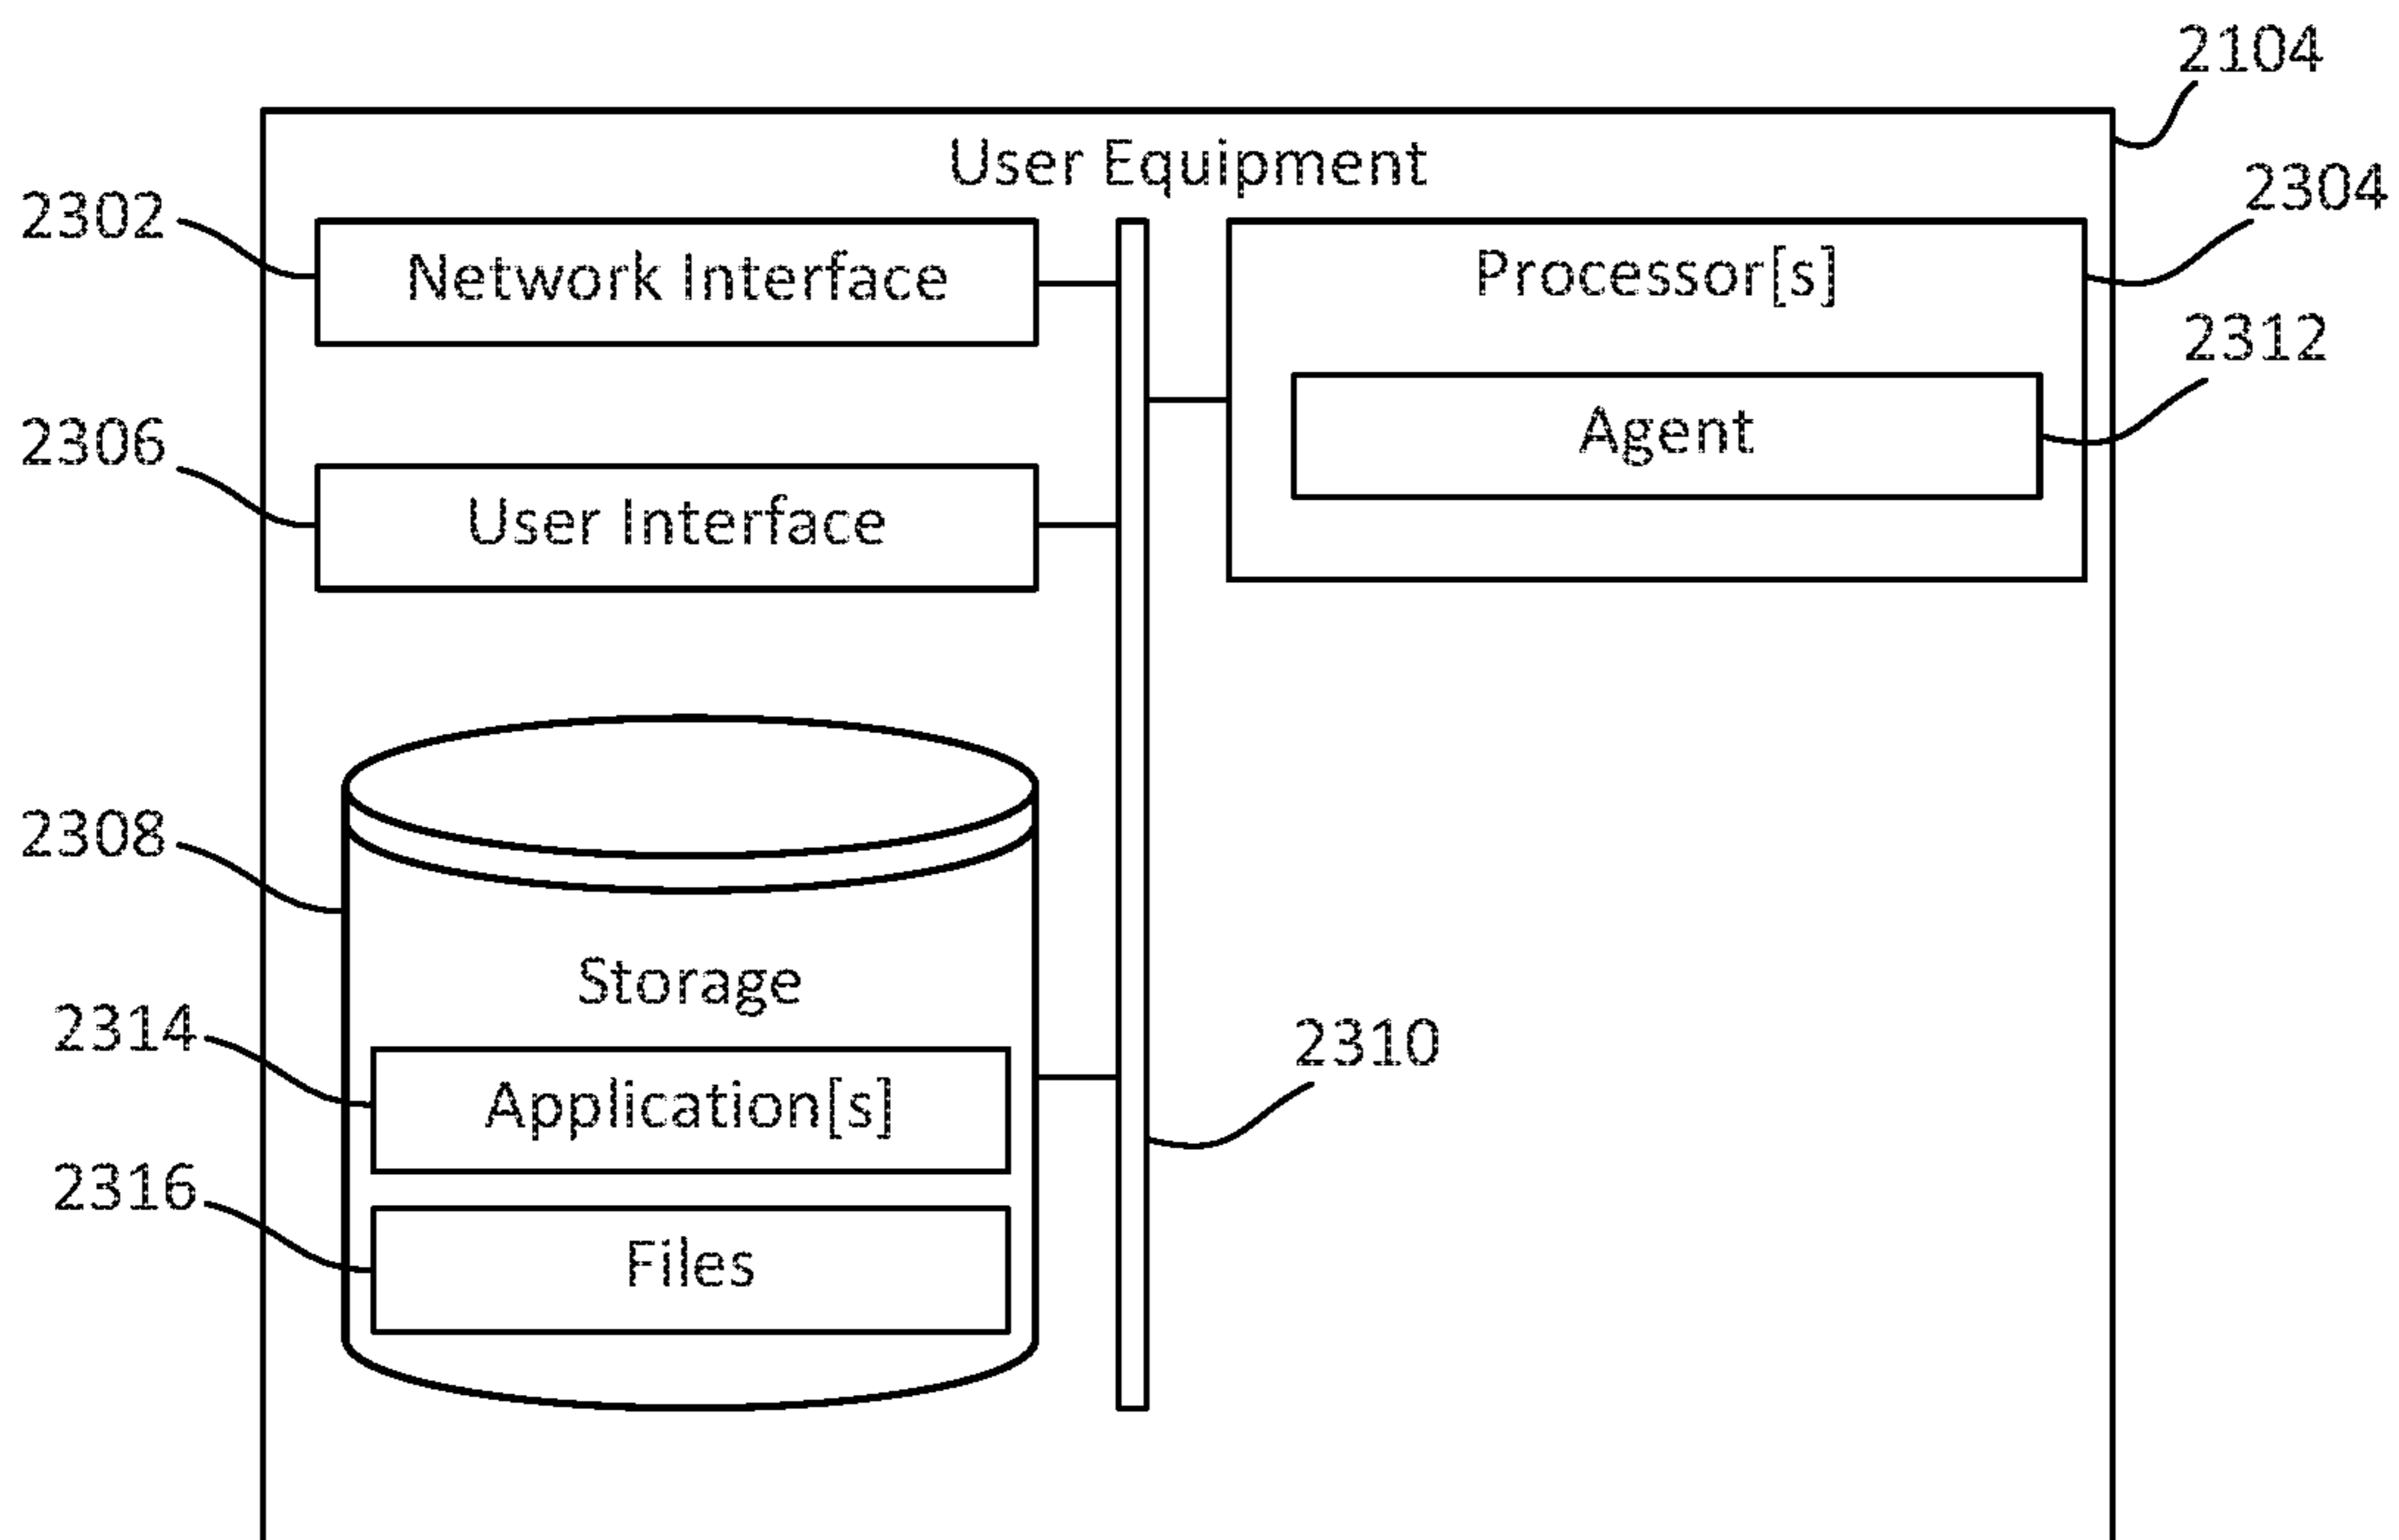 2104
User Equipment
2302
Network Interface
Processor[s]
2304
2312
Agent
2306
User Interface
2308
Storage
2314
Application[s]
2310
2316
Files